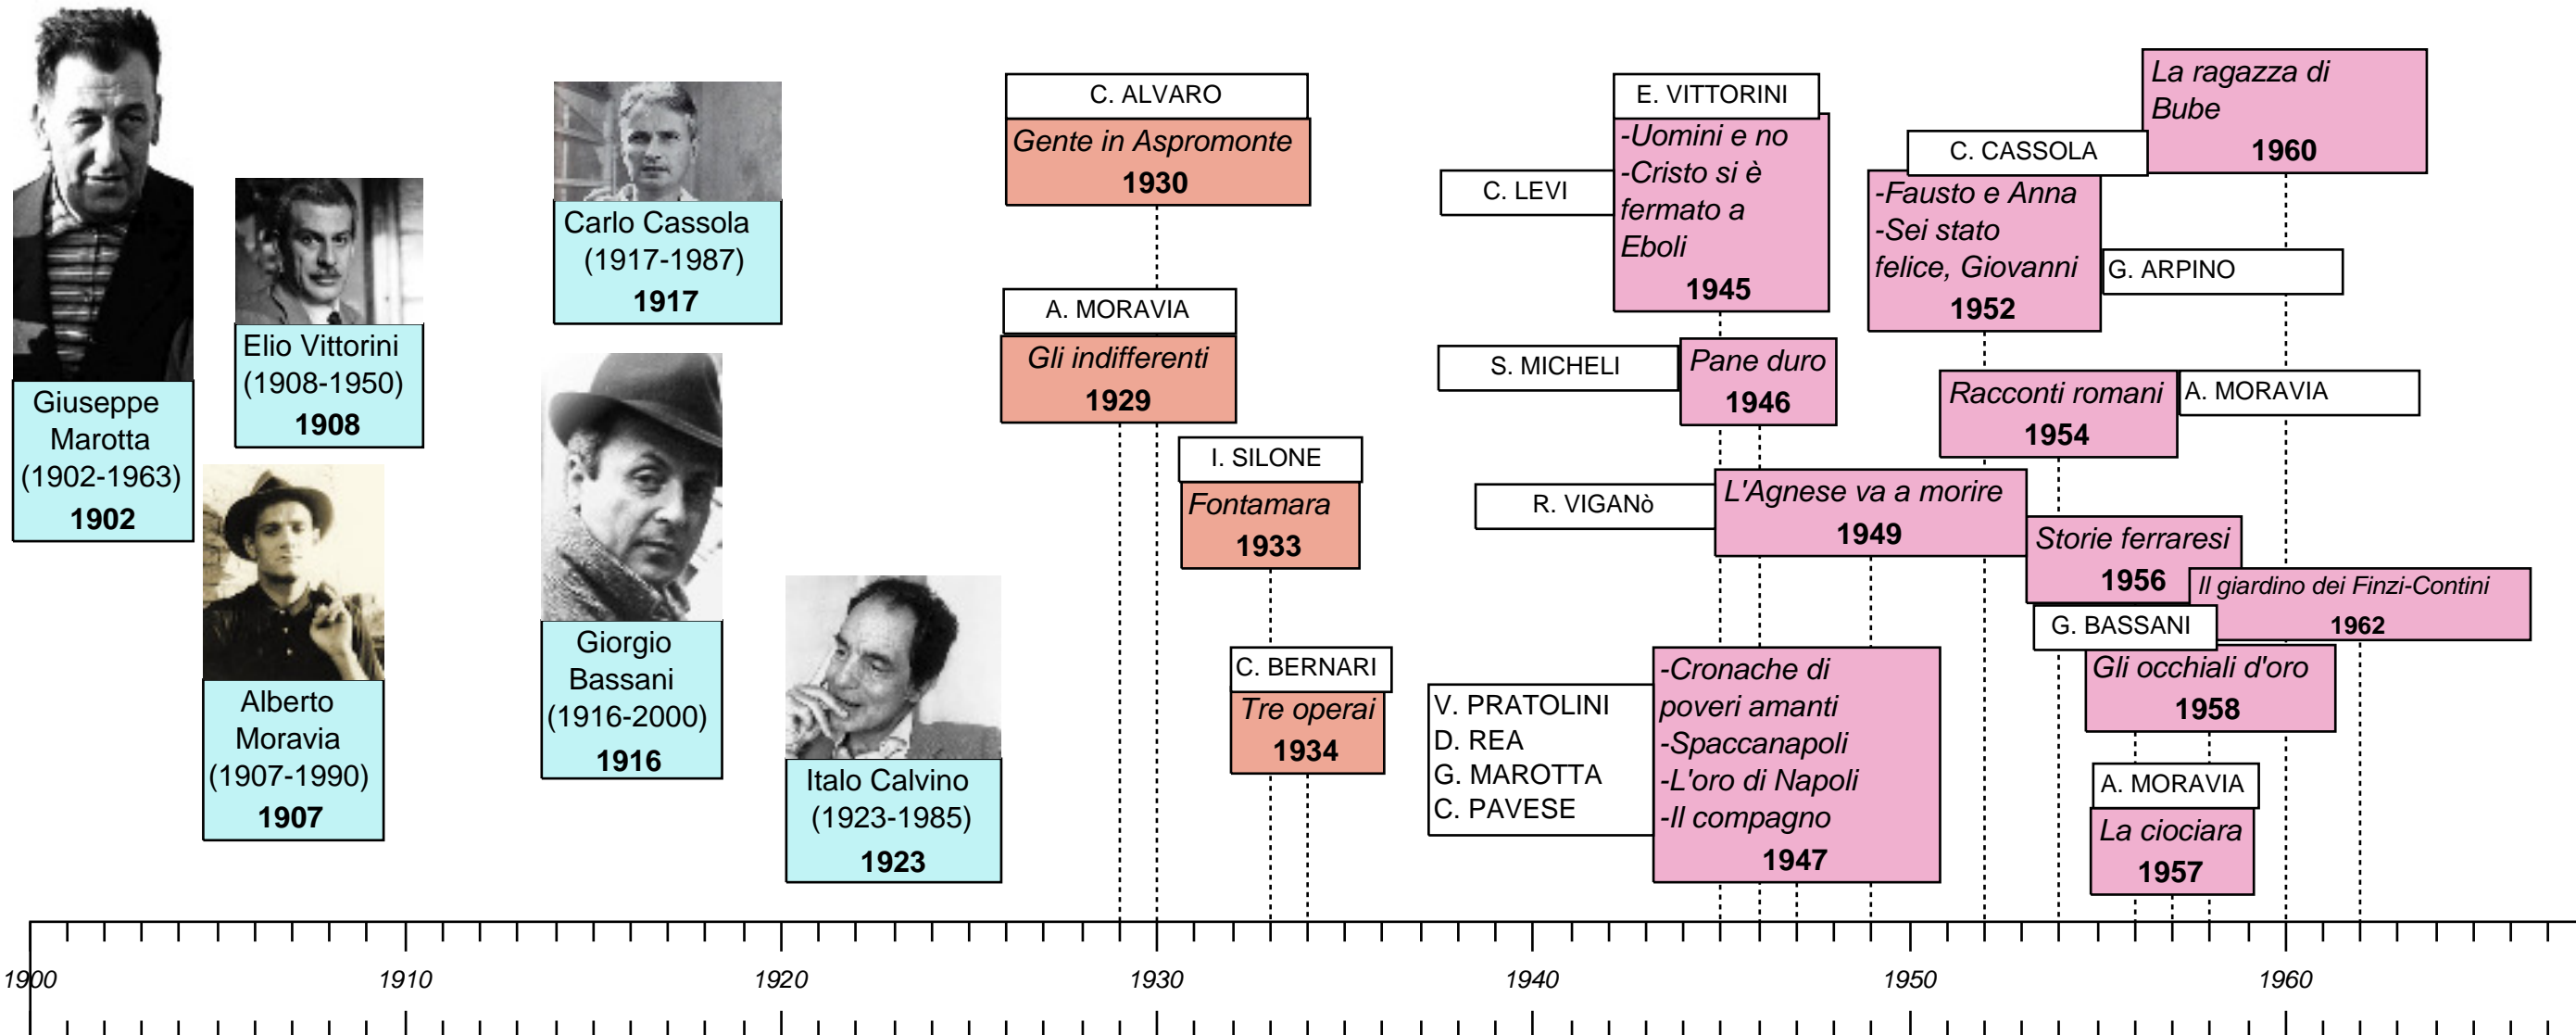 Giuseppe
Marotta
(1902-1963)
1902
Elio Vittorini
(1908-1950)
1908
Alberto
Moravia
(1907-1990)
1907
Carlo Cassola
(1917-1987)
1917
Giorgio
Bassani
(1916-2000)
1916
Italo Calvino
(1923-1985)
1923
C. ALVARO
Gente in Aspromonte
1930
A. MORAVIA
Gli indifferenti
1929
I. SILONE
Fontamara
1933
C. BERNARI
Tre operai
1934
E. VITTORINI
C. LEVI
-Uomini e no
-Cristo si è
fermato a
Eboli
1945
S. MICHELI
Pane duro
1946
R. VIGANò
L'Agnese va a morire
1949
V. PRATOLINI
D. REA
G. MAROTTA
C. PAVESE
-Cronache di
poveri amanti
-Spaccanapoli
-L'oro di Napoli
-Il compagno
1947
La ragazza di
Bube
1960
C. CASSOLA
-Fausto e Anna
-Sei stato
felice, Giovanni
1952
G. ARPINO
Racconti romani
1954
A. MORAVIA
Storie ferraresi
1956
Il giardino dei Finzi-Contini
1962
G. BASSANI
Gli occhiali d'oro
1958
A. MORAVIA
La ciociara
1957
1900
1910
1920
1930
1940
1950
1960